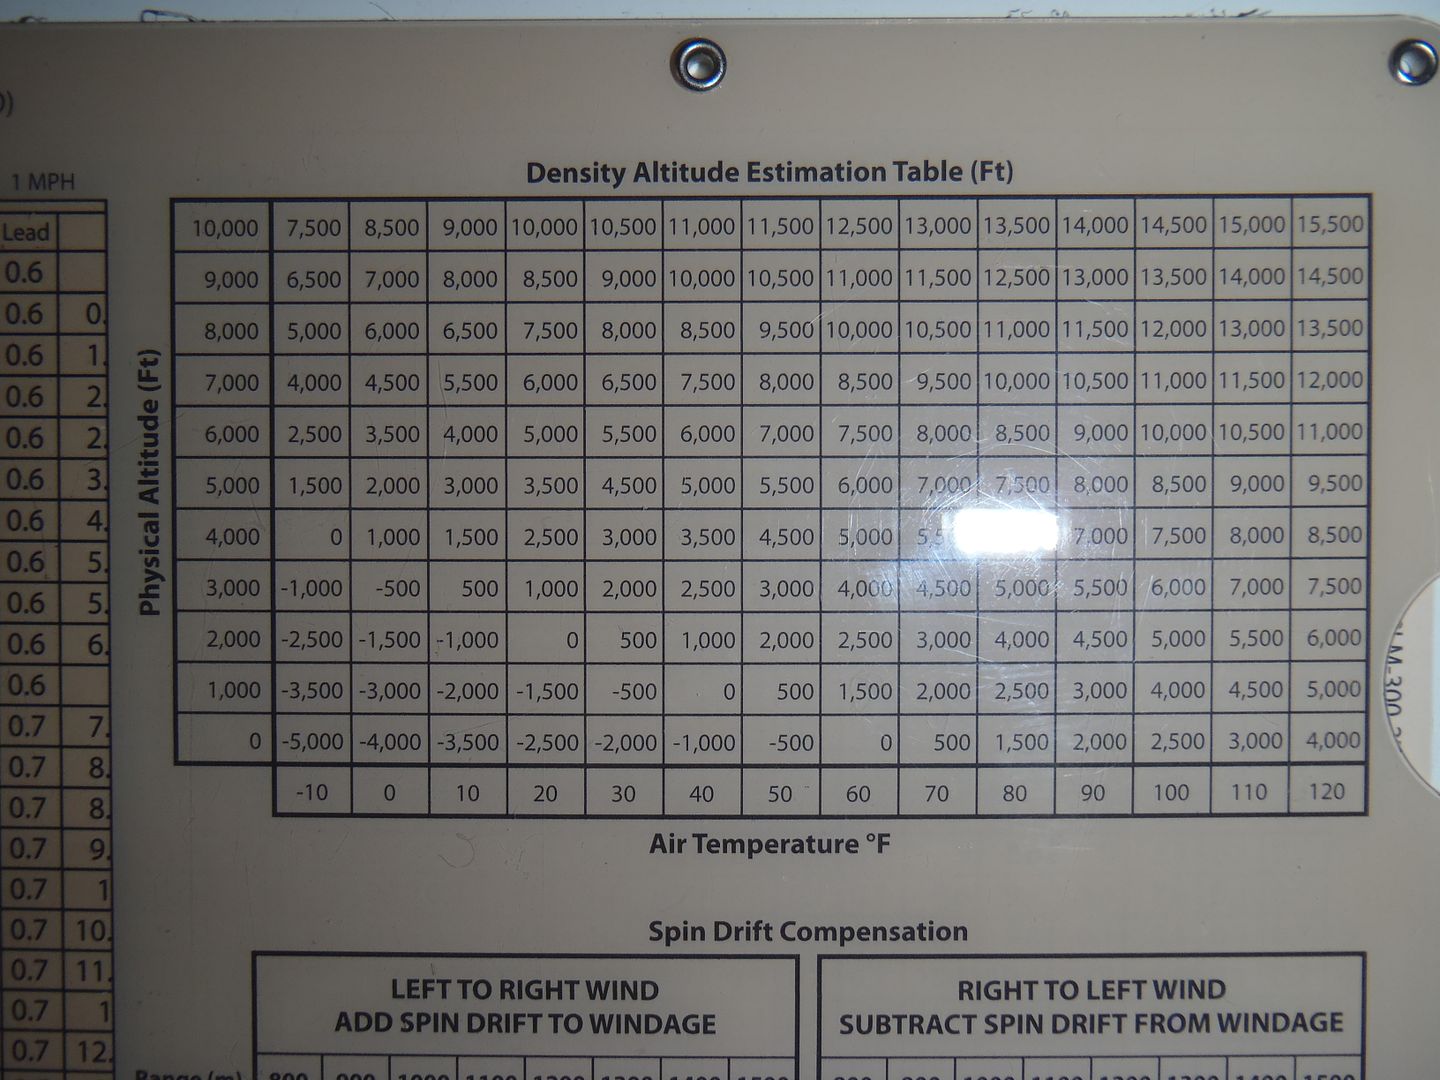 1 MPH
Lead
0.6
0.6 0.
0.6 1.
0.6 2.
0.6 2.
0.6 3.
0.6 4.
0.6 5.
0.6 5.
0.6 6.
0.6
0.7 7.
0.7 8.
0.7 8.
0.7 9.
0.7 1
0.7 10.
0.7 11.
0.7 1
0.7 12.
Density Altitude Estimation Table (Ft)
Physical Altitude (Ft)
10,000 7,500 8,500 9,000 10,000 10,500 11,000 11,500 12,500 13,000 13,500 14,000 14,500 15,000 15,500
9,000 6,500 7,000 8,000 8,500 9,000 10,000 10,500 11,000 11,500 12,500 13,000 13,500 14,000 14,500
8,000 5,000 6,000 6,500 7,500 8,000 8,500 9,500 10,000 10,500 11,000 11,500 12,000 13,000 13,500
7,000 4,000 4,500 5,500 6,000 6,500 7,500 8,000 8,500 9,500 10,000 10,500 11,000 11,500 12,000
6,000 2,500 3,500 4,000 5,000 5,500 6,000 7,000 7,500 8,000 8,500 9,000 10,000 10,500 11,000
5,000 1,500 2,000 3,000 3,500 4,500 5,000 5,500 6,000 7,000 7,500 8,000 8,500 9,000 9,500
4,000 0 1,000 1,500 2,500 3,000 3,500 4,500 5,000 7,000 7,500 8,000 8,500
3,000 -1,000 -500 500 1,000 2,000 2,500 3,000 4,000 4,500 5,000 5,500 6,000 7,000 7,500
2,000 -2,500 -1,500 -1,000 0 500 1,000 2,000 2,500 3,000 4,000 4,500 5,000 5,500 6,000
1,000 -3,500 -3,000 -2,000 -1,500 -500 0 500 1,500 2,000 2,500 3,000 4,000 4,500 5,000
0 -5,000 -4,000 -3,500 -2,500 -2,000 -1,000 -500 0 500 1,500 2,000 2,500 3,000 4,000
-10 0 10 20 30 40 50 60 70 80 90 100 110 120
Air Temperature °F
Spin Drift Compensation
LEFT TO RIGHT WIND
ADD SPIN DRIFT TO WINDAGE
RIGHT TO LEFT WIND
SUBTRACT SPIN DRIFT FROM WINDAGE